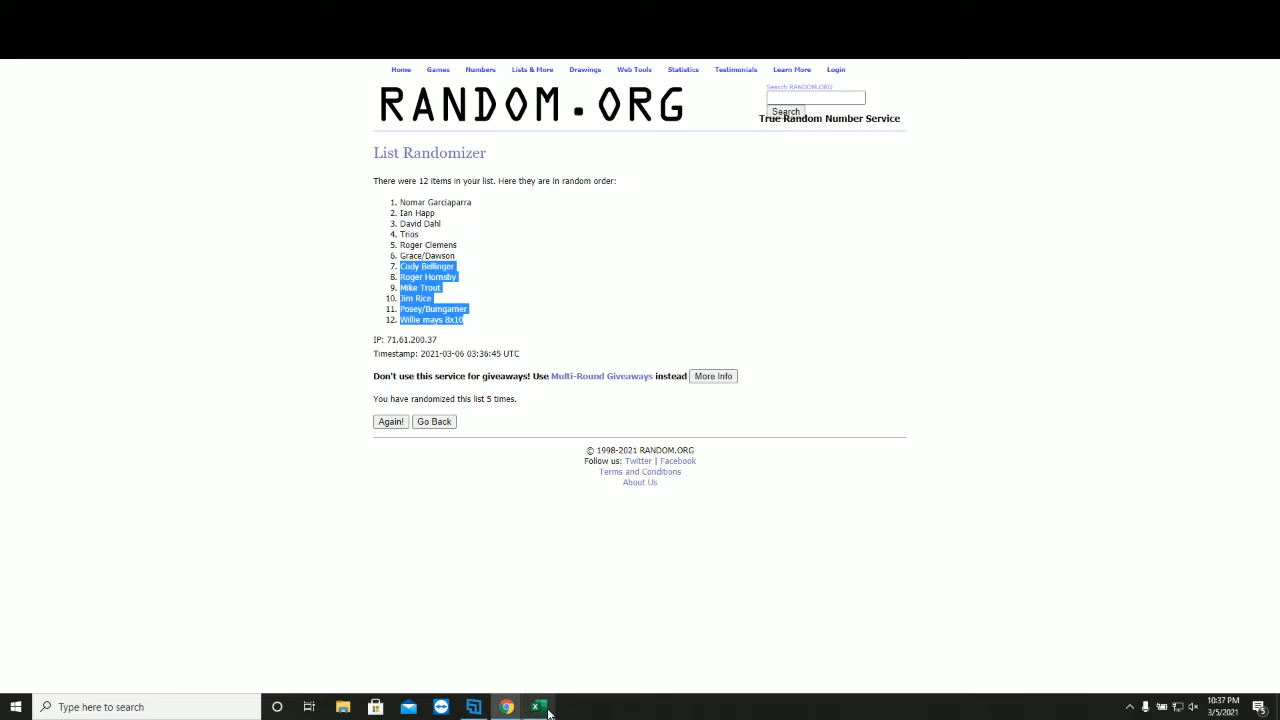 Home Games Numbers Lists & More Drawings Web Tools Statistics Testimonials Learn More Login
RANDOM.ORG
Search RANDOM.ORG
Search
True Random Number Service
List Randomizer
There were 12 items in your list. Here they are in random order:
1. Nomar Garciaparra
2. Ian Happ
3. David Dahl
4. Trios
5. Roger Clemens
6. Grace/Dawson
7. Cody Bellinger
8. Roger Hornsby
9. Mike Trout
10. Jim Rice
11. Posey/Bumgarner
12. Willie mays 8x10
IP: 71.61.200.37
Timestamp: 2021-03-06 03:36:45 UTC
Don't use this service for giveaways! Use Multi-Round Giveaways instead More Info
You have randomized this list 5 times.
Again! Go Back
© 1998-2021 RANDOM.ORG
Follow us: Twitter | Facebook
Terms and Conditions
About Us
Type here to search
10:37 PM
3/5/2021